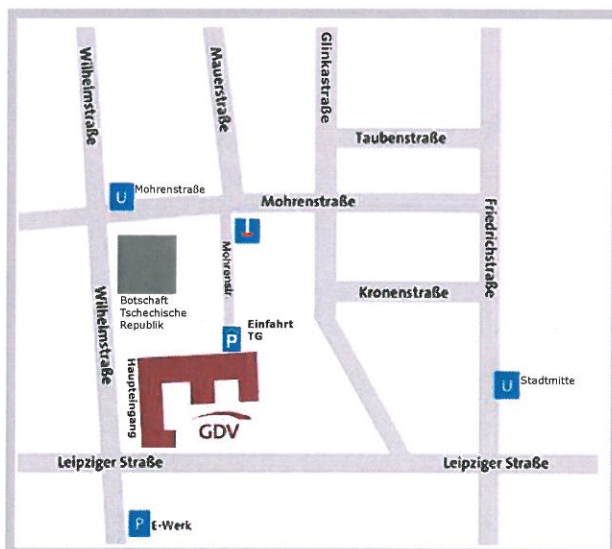 Wilhelmstraße
Mauerstraße
Glinkastraße
Taubenstraße
U
Mohrenstraße
Mohrenstraße
Friedrichstraße
Mohrenstr.
Botschaft
Tschechische
Republik
Wilhelmstraße
Kronenstraße
P
Einfahrt
TG
Haupteingang
GDV
U
Stadtmitte
Leipziger Straße
Leipziger Straße
P
E-Werk